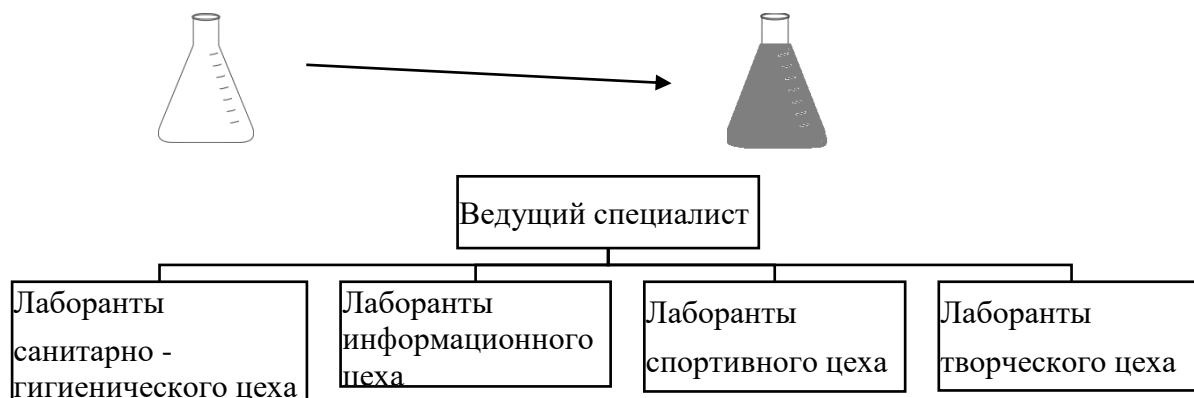 Ведущий специалист
Лаборанты
санитарно -
гигиенического цеха
Лаборанты
информационного
цеха
Лаборанты
спортивного цеха
Лаборанты
творческого цеха